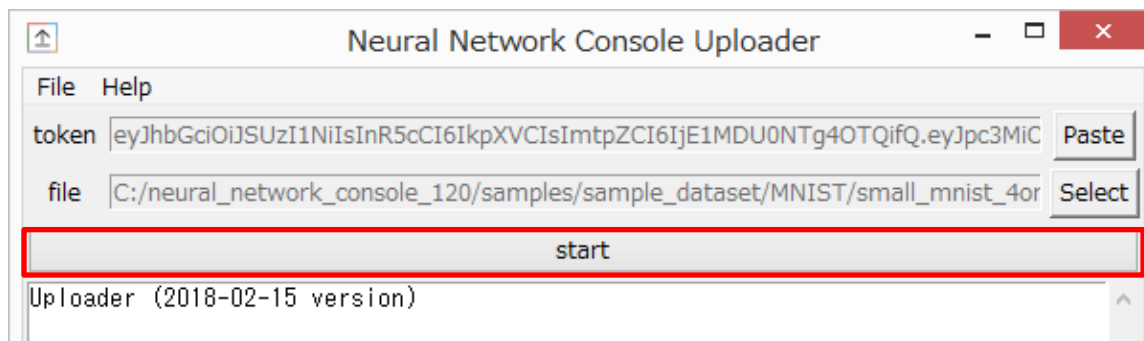 Neural Network Console Uploader
File Help
token eyJhbGciOiJSUzI1NiIsInR5cCI6IkpXVCIsImtpZCI6IjE1MDU0NTg4OTQifQ.eyJpc3MiO Paste
file C:/neural_network_console_120/samples/sample_dataset/MNIST/small_mnist_4or Select
start
Uploader (2018-02-15 version)